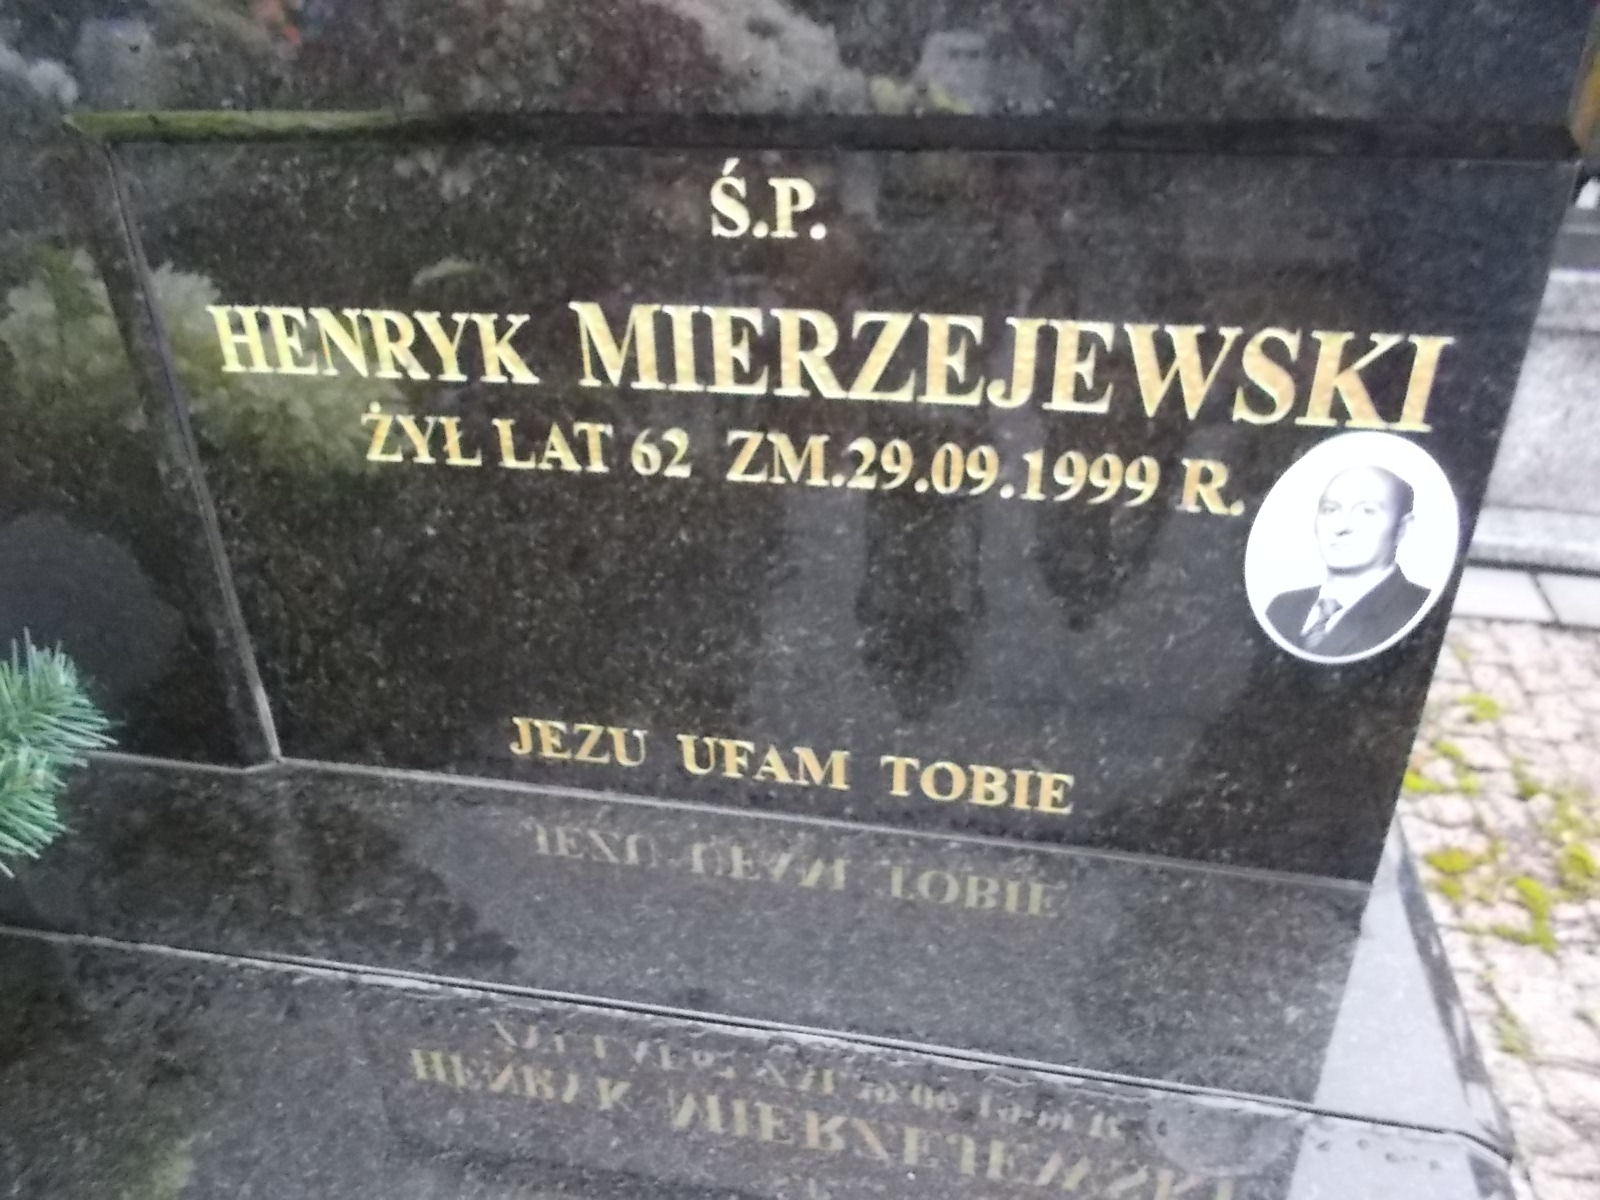 Ś.P.
HENRYK MIERZEJEWSKI
ŻYŁ LAT 62 ZM.29.09.1999 R.
JEZU UFAM TOBIE